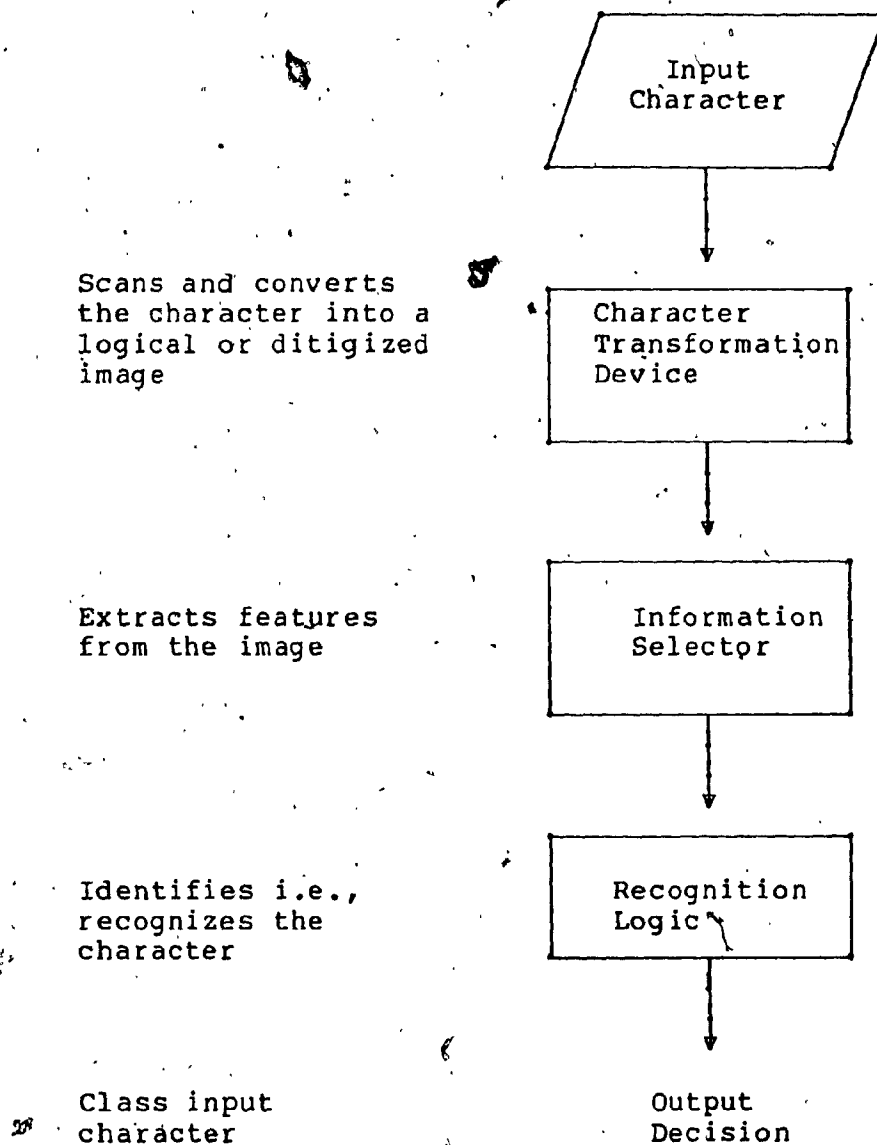 Input
Character
Scans and converts
the character into a
logical or ditigized
image
Character
Transformation
Device
Extracts features
from the image
Information
Selector
Identifies i.e.,
recognizes the
character
Recognition
Logic
Class input
character
Output
Decision